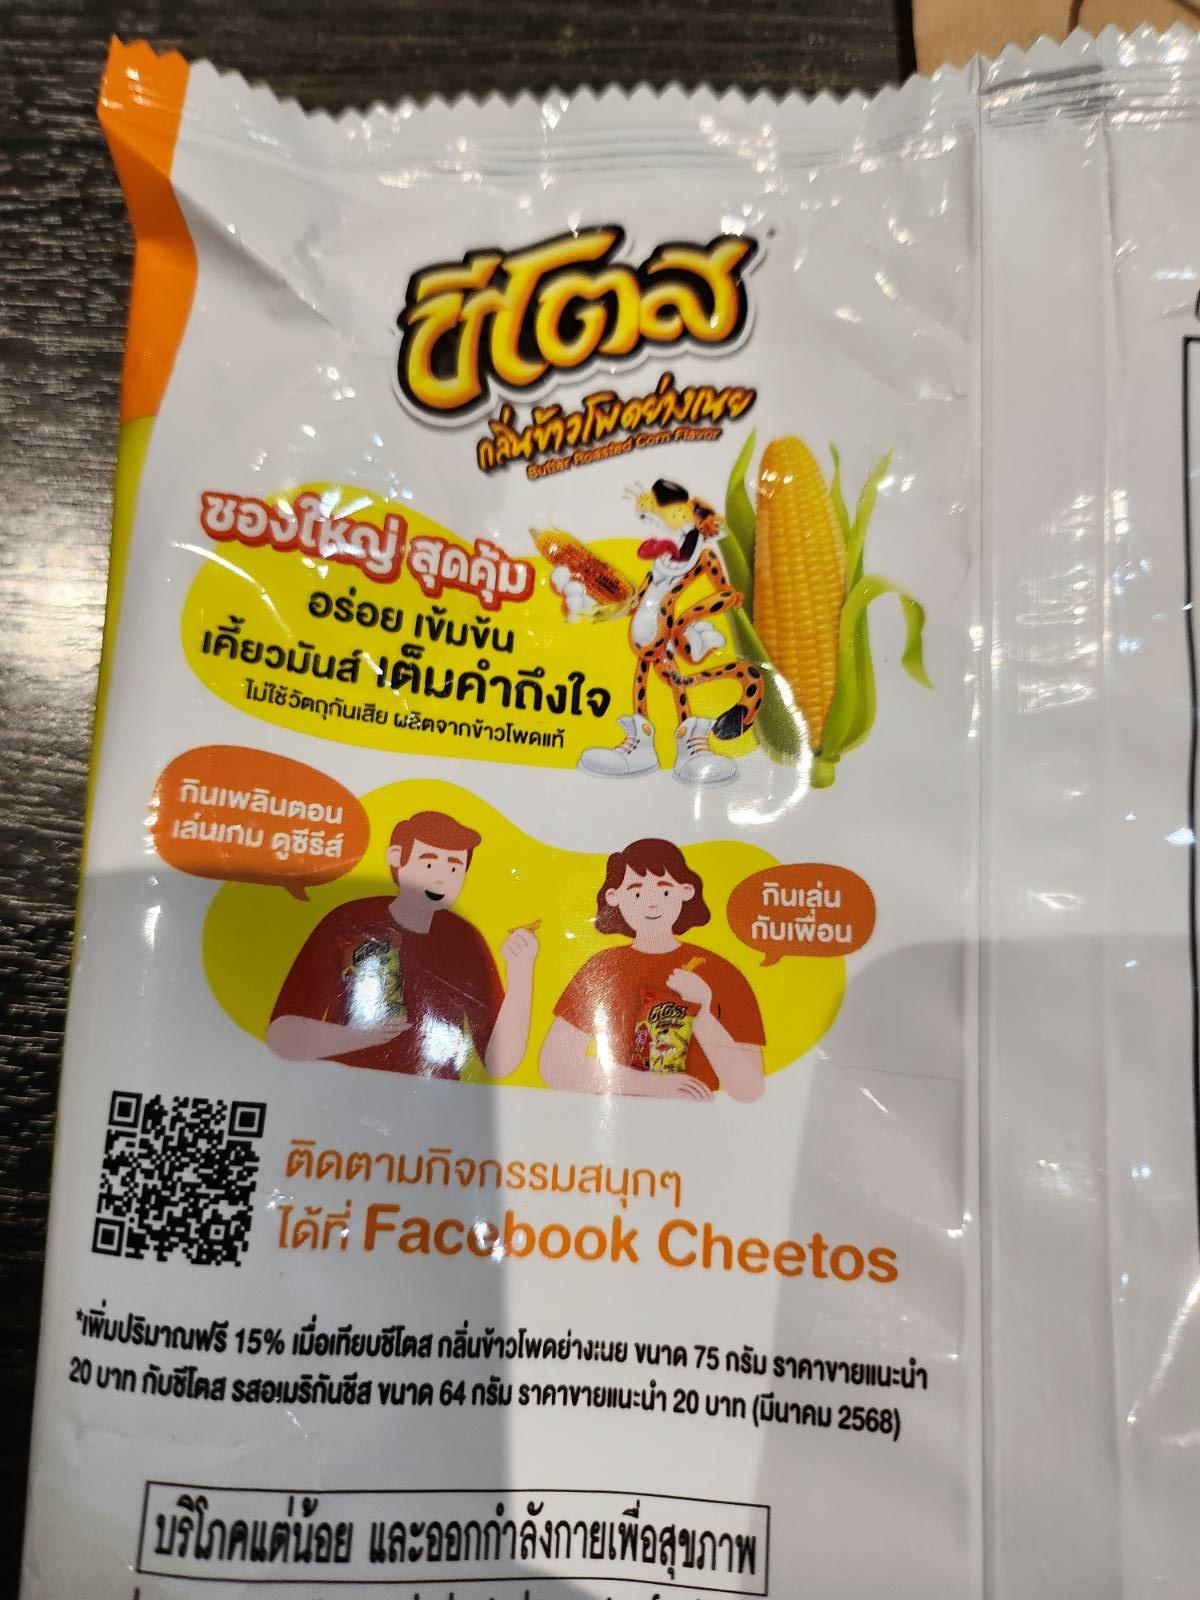 ชีโตส
กลิ่นข้าวโพดย่างเนย
Butter Roasted Corn Flavor
ซองใหญ่ สุดคุ้ม
อร่อย เข้มข้น
เคี้ยวมันส์ เต็มคำถึงใจ
ไม่ใช้วัตถุกันเสีย ผลิตจากข้าวโพดแท้
กินเพลินตอน
เล่นเกม ดูซีรีส์
กินเล่น
กับเพื่อน
ชีโตส
ติดตามกิจกรรมสนุกๆ
ได้ที่ Facebook Cheetos
*เพิ่มปริมาณฟรี 15% เมื่อเทียบชีโตส กลิ่นข้าวโพดย่างเนย ขนาด 75 กรัม ราคาขายแนะนำ
20 บาท กับชีโตส รสอเมริกันชีส ขนาด 64 กรัม ราคาขายแนะนำ 20 บาท (มีนาคม 2568)
บริโภคแต่น้อย และออกกำลังกายเพื่อสุขภาพ